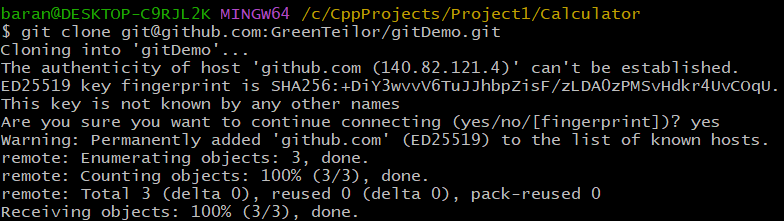 baran@DESKTOP-C9RJL2K MINGW64 /c/CppProjects/Project1/Calculator
$ git clone git@github.com:GreenTeilor/gitDemo.git
Cloning into 'gitDemo'...
The authenticity of host 'github.com (140.82.121.4)' can't be established.
ED25519 key fingerprint is SHA256:+DiY3wvvV6TuJJhbpZisF/zLDA0zPMSvHdkr4UvCOqU.
This key is not known by any other names
Are you sure you want to continue connecting (yes/no/[fingerprint])? yes
Warning: Permanently added 'github.com' (ED25519) to the list of known hosts.
remote: Enumerating objects: 3, done.
remote: Counting objects: 100% (3/3), done.
remote: Total 3 (delta 0), reused 0 (delta 0), pack-reused 0
Receiving objects: 100% (3/3), done.